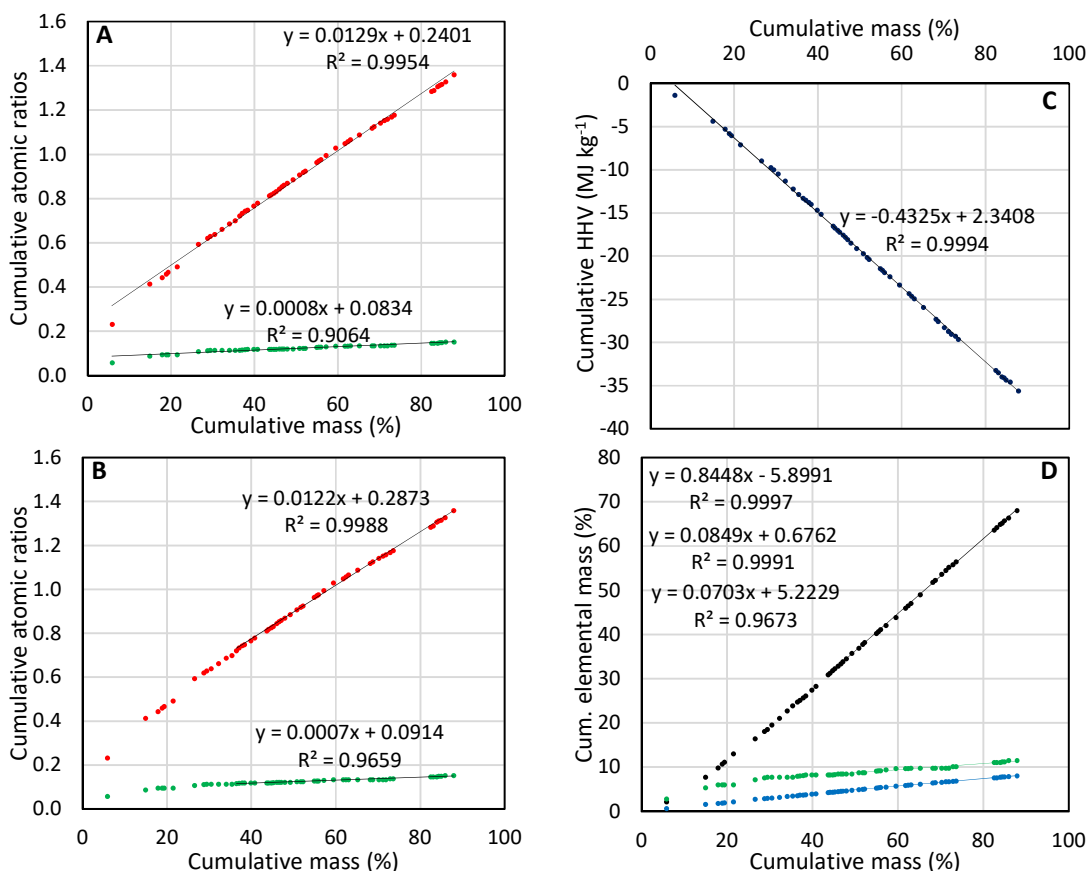 A
y = 0.0129x + 0.2401
R² = 0.9954
y = 0.0008x + 0.0834
R² = 0.9064
Cumulative atomic ratios
1.6
1.4
1.2
1.0
0.8
0.6
0.4
0.2
0.0
0 20 40 60 80 100
Cumulative mass (%)
Cumulative mass (%)
0 20 40 60 80 100
C
y = -0.4325x + 2.3408
R² = 0.9994
Cumulative HHV (MJ kg⁻¹)
0
-5
-10
-15
-20
-25
-30
-35
-40
B
y = 0.0122x + 0.2873
R² = 0.9988
y = 0.0007x + 0.0914
R² = 0.9659
Cumulative atomic ratios
1.6
1.4
1.2
1.0
0.8
0.6
0.4
0.2
0.0
0 20 40 60 80 100
Cumulative mass (%)
D
y = 0.8448x - 5.8991
R² = 0.9997
y = 0.0849x + 0.6762
R² = 0.9991
y = 0.0703x + 5.2229
R² = 0.9673
Cum. elemental mass (%)
80
70
60
50
40
30
20
10
0
0 20 40 60 80 100
Cumulative mass (%)